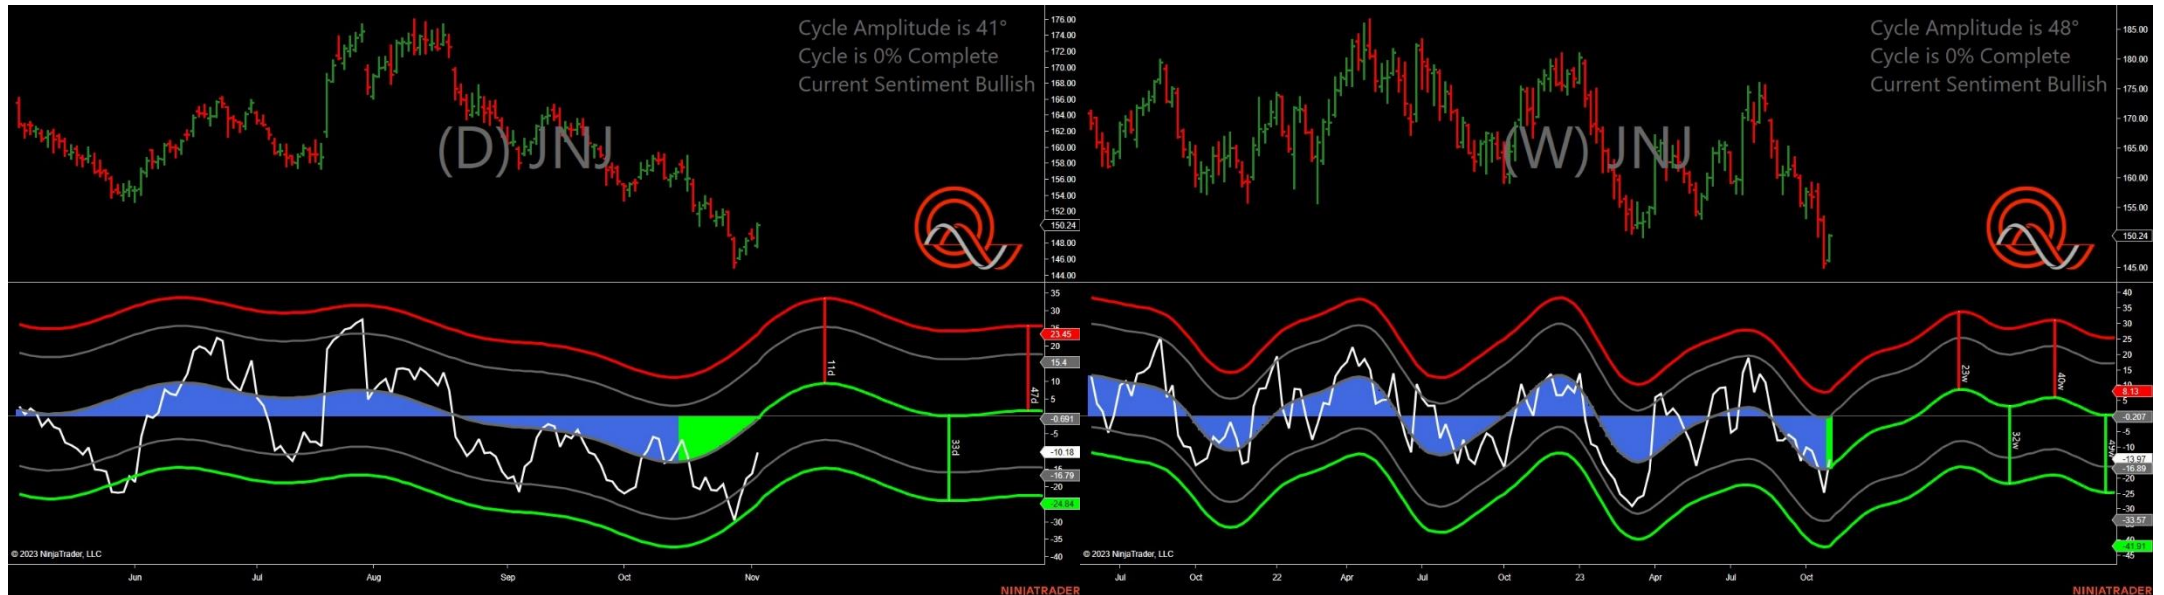 Cycle Amplitude is 41°
Cycle is 0% Complete
Current Sentiment Bullish
(D) JNJ
176.00
174.00
172.00
170.00
168.00
166.00
164.00
162.00
160.00
158.00
156.00
154.00
152.00
150.24
148.00
146.00
144.00
35
30
23.45
20
15.4
10
5
-0.691
-5
-10.18
-16.79
-20
-24.84
-30
-35
-40
11d
33d
47d
© 2023 NinjaTrader, LLC
Jun
Jul
Aug
Sep
Oct
Nov
NINJATRADER
Cycle Amplitude is 48°
Cycle is 0% Complete
Current Sentiment Bullish
(W) JNJ
185.00
180.00
175.00
170.00
165.00
160.00
155.00
150.24
145.00
40
35
30
25
20
15
8.13
5
-0.207
-5
-10
-13.97
-16.89
-25
-30
-33.57
-41.91
-45
23w
32w
40w
© 2023 NinjaTrader, LLC
Jul
Oct
22
Apr
Jul
Oct
23
Apr
Jul
Oct
NINJATRADER